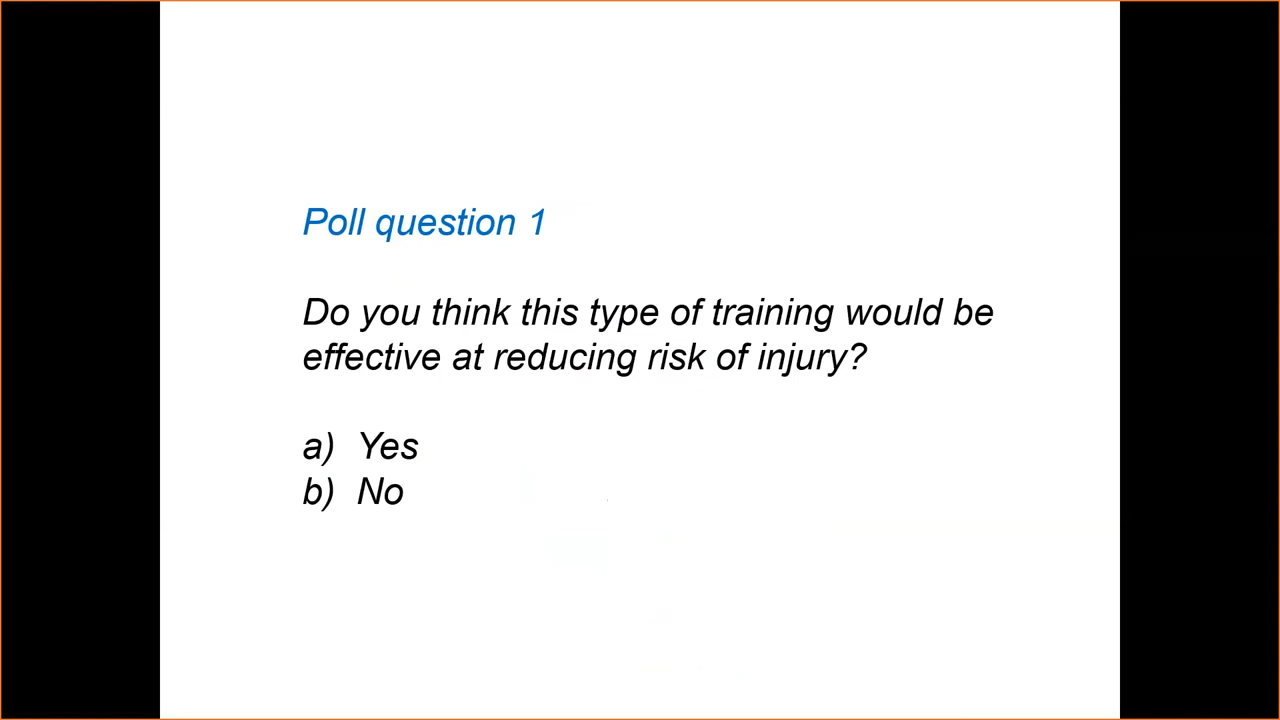 Poll question 1
Do you think this type of training would be
effective at reducing risk of injury?
a) Yes
b) No